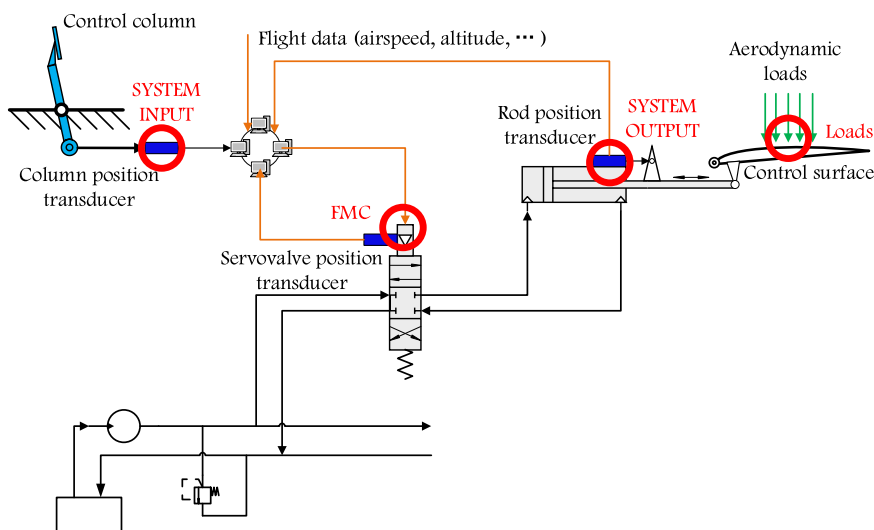 Control column
Flight data (airspeed, altitude, ··· )
Aerodynamic
loads
SYSTEM
INPUT
Rod position
transducer
SYSTEM
OUTPUT
Loads
Column position
transducer
Control surface
FMC
Servovalve position
transducer